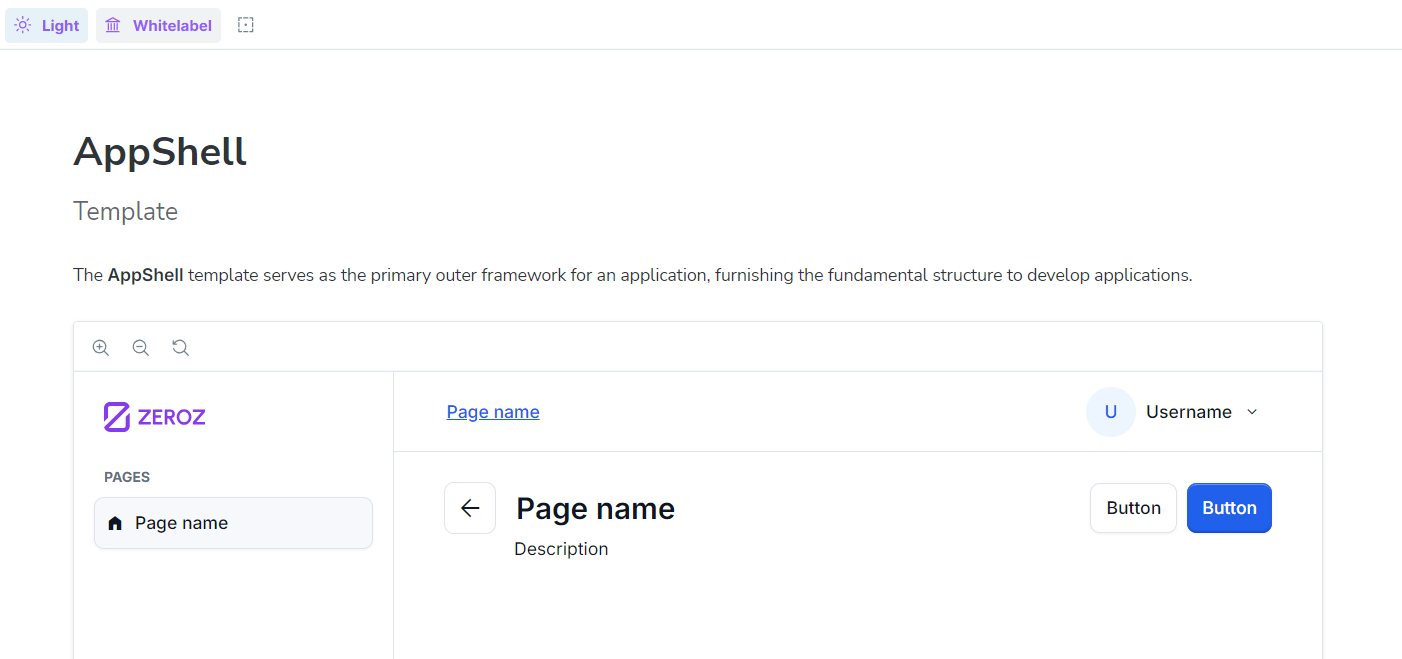 Light
Whitelabel
AppShell
Template
The AppShell template serves as the primary outer framework for an application, furnishing the fundamental structure to develop applications.
ZEROZ
Page name
U
Username
PAGES
Page name
Page name
Description
Button
Button